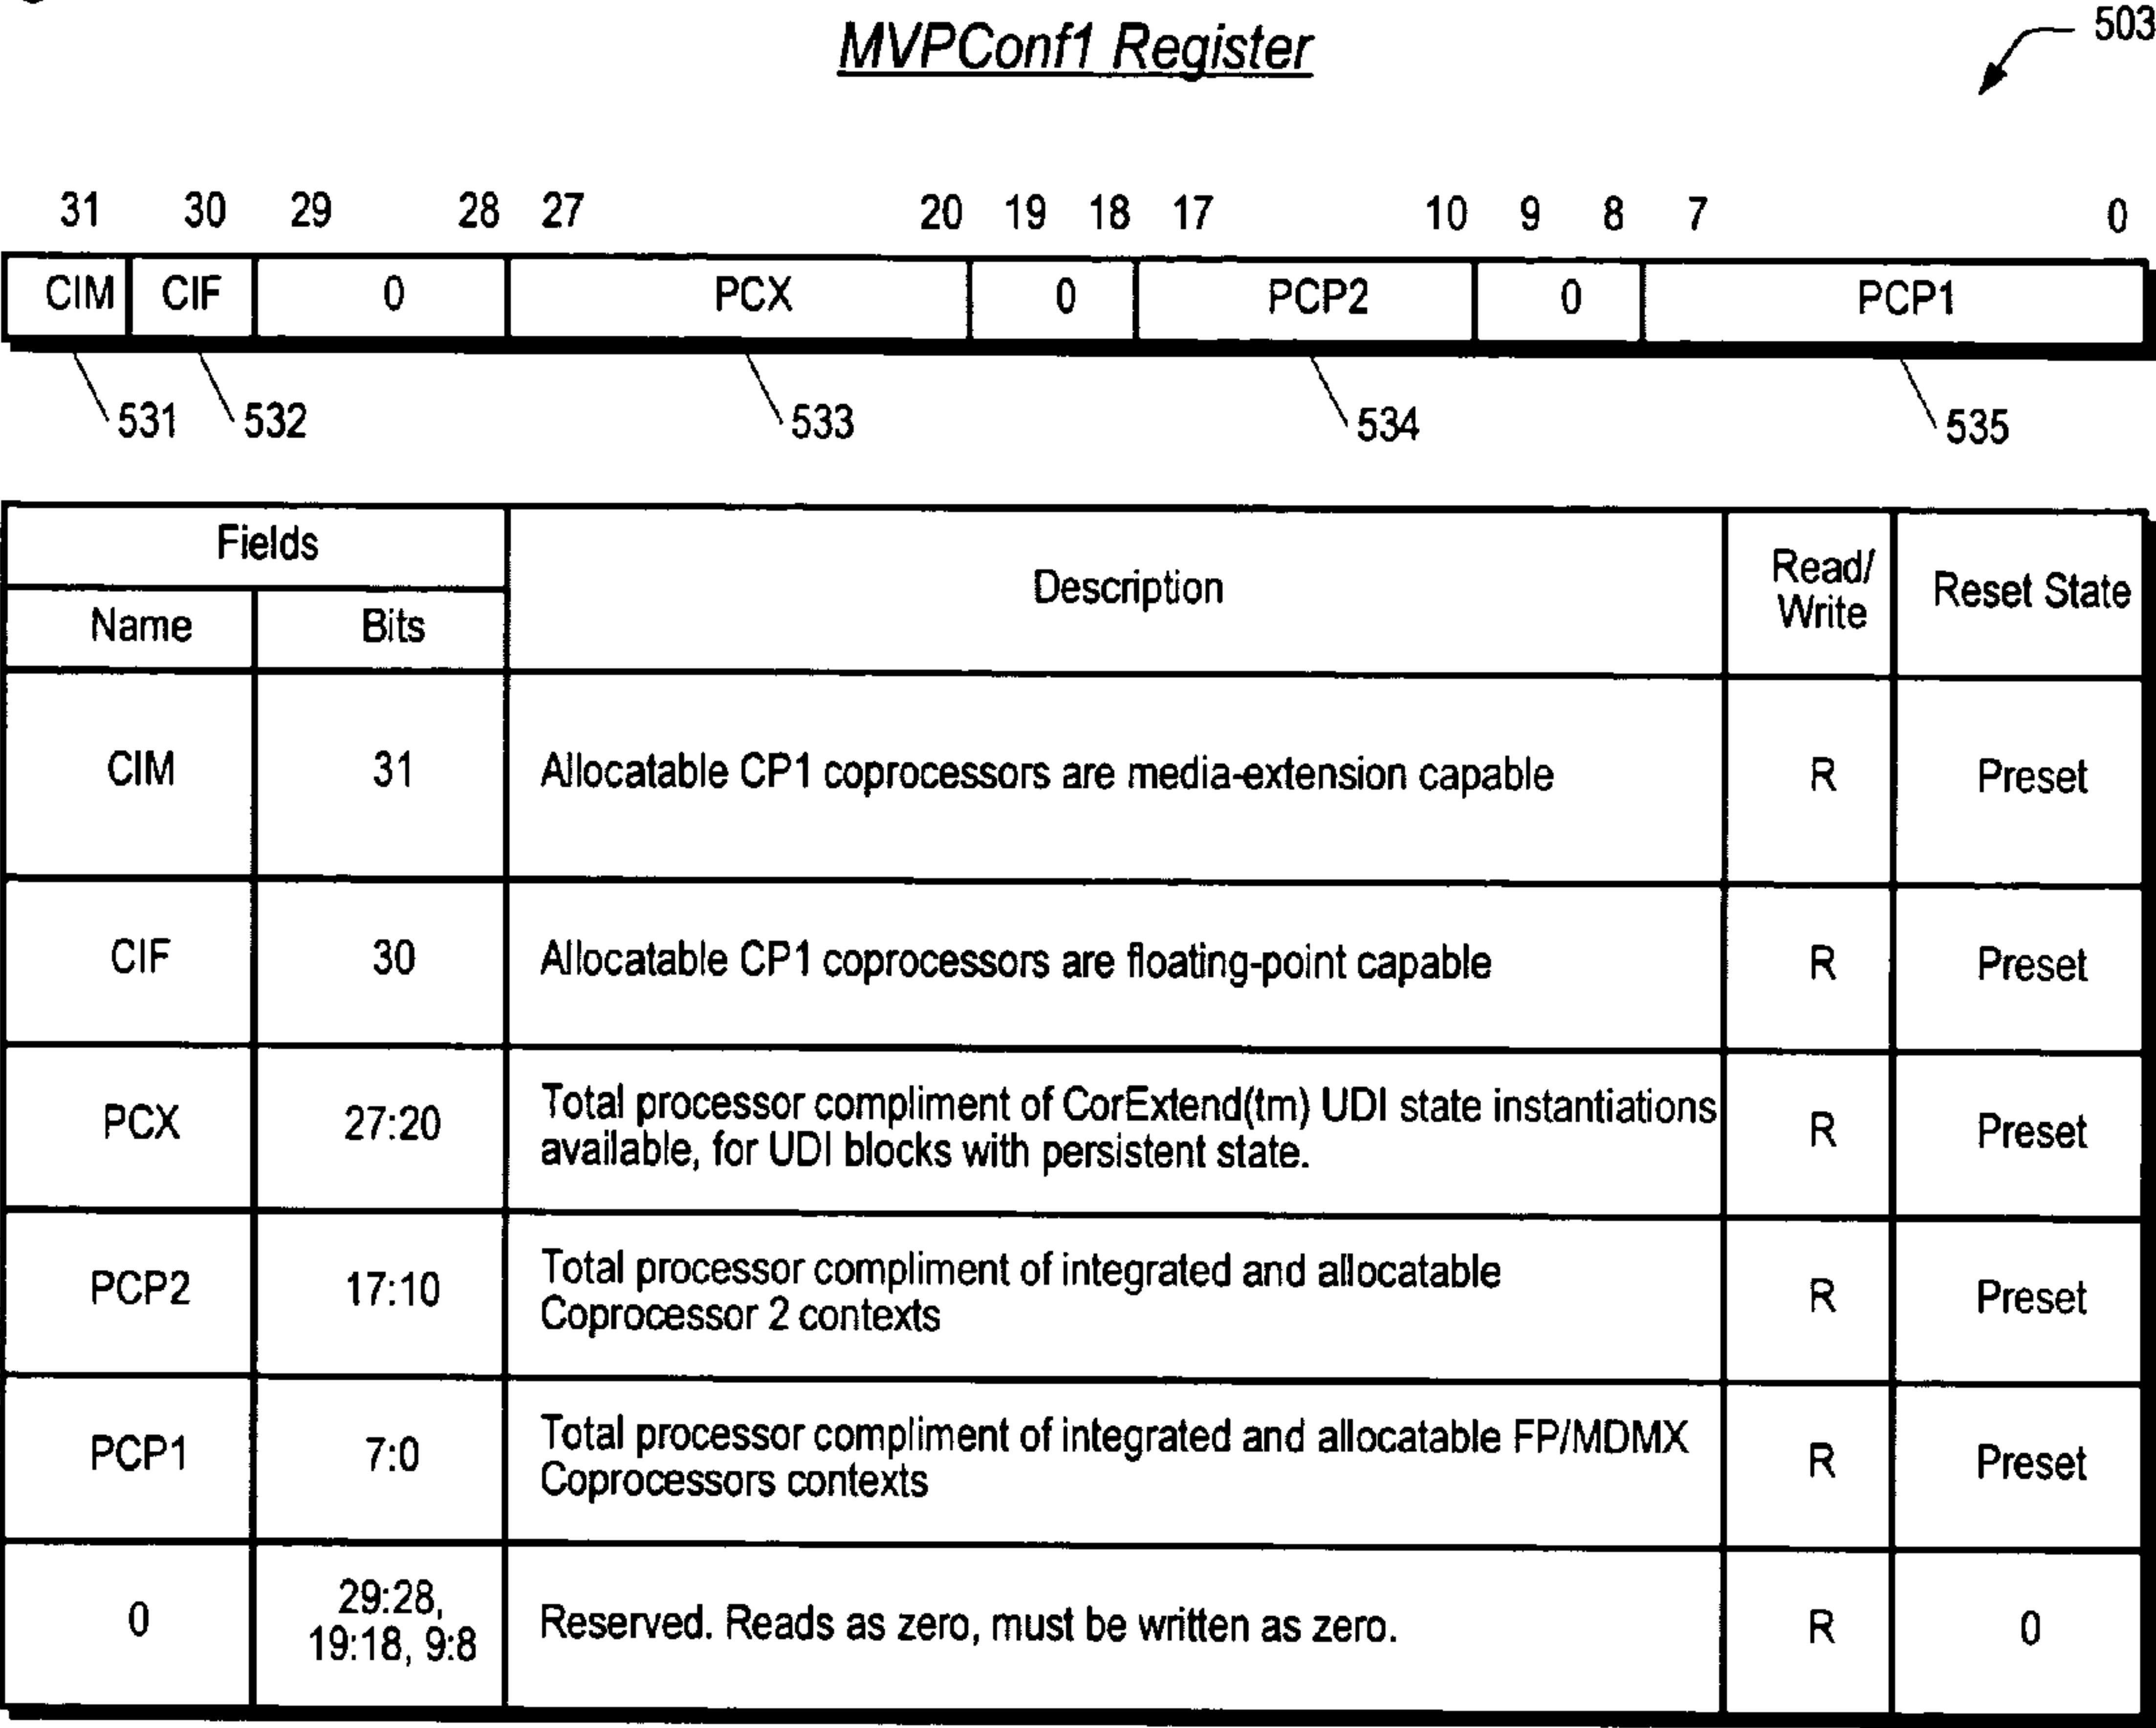 MVPConf1 Register
503
31 30 29 28 27 20 19 18 17 10 9 8 7 0
CIM CIF 0 PCX 0 PCP2 0 PCP1
531 532 533 534 535
Fields
Description
Read/
Write
Reset State
Name Bits
CIM 31 Allocatable CP1 coprocessors are media-extension capable R Preset
CIF 30 Allocatable CP1 coprocessors are floating-point capable R Preset
PCX 27:20 Total processor compliment of CorExtend(tm) UDI state instantiations
available, for UDI blocks with persistent state. R Preset
PCP2 17:10 Total processor compliment of integrated and allocatable
Coprocessor 2 contexts R Preset
PCP1 7:0 Total processor compliment of integrated and allocatable FP/MDMX
Coprocessors contexts R Preset
0 29:28,
19:18, 9:8 Reserved. Reads as zero, must be written as zero. R 0